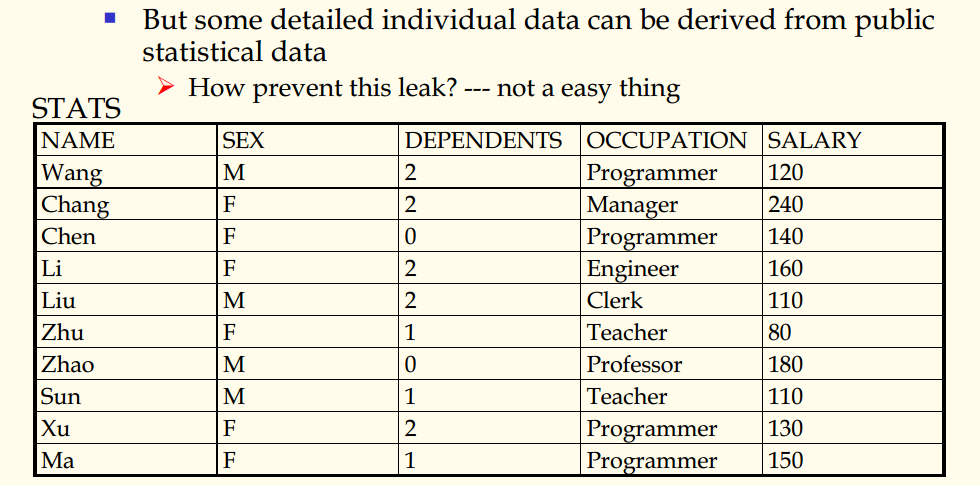 But some detailed individual data can be derived from public
statistical data
How prevent this leak? --- not a easy thing
STATS
NAME SEX DEPENDENTS OCCUPATION SALARY
Wang M 2 Programmer 120
Chang F 2 Manager 240
Chen F 0 Programmer 140
Li F 2 Engineer 160
Liu M 2 Clerk 110
Zhu F 1 Teacher 80
Zhao M 0 Professor 180
Sun M 1 Teacher 110
Xu F 2 Programmer 130
Ma F 1 Programmer 150